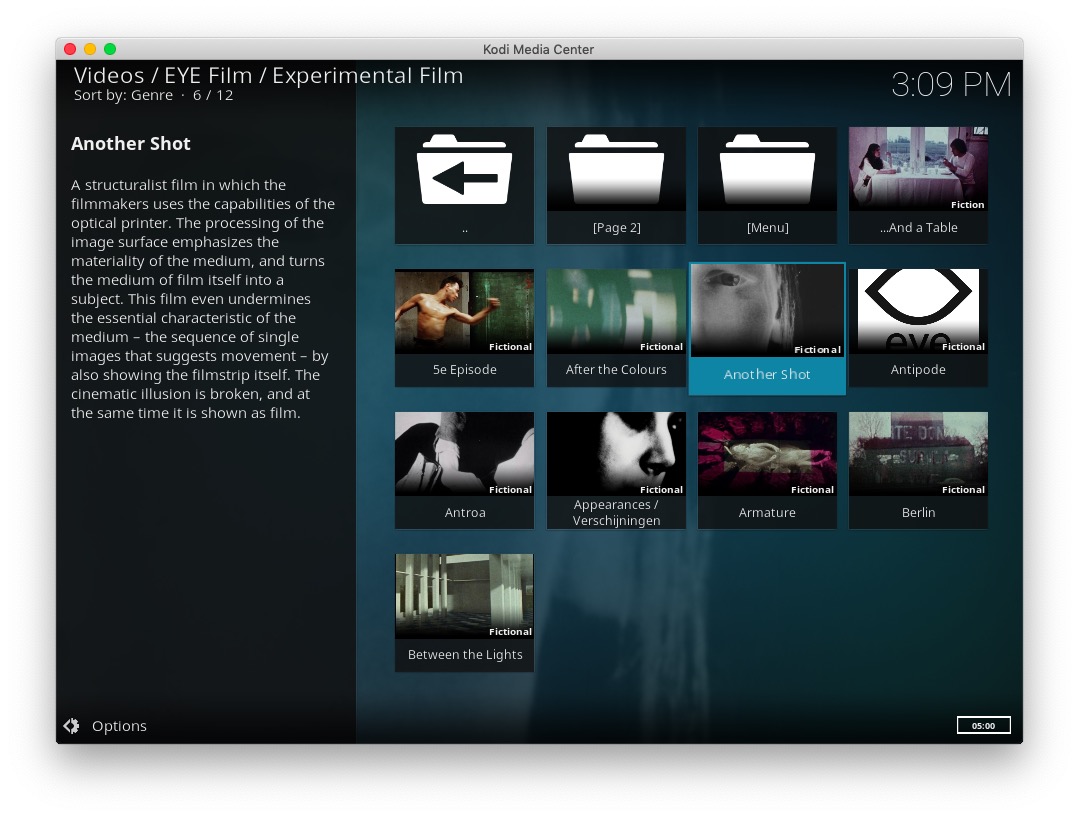 Kodi Media Center
Videos / EYE Film / Experimental Film
Sort by: Genre · 6 / 12
3:09 PM
Another Shot
A structuralist film in which the
filmmakers uses the capabilities of the
optical printer. The processing of the
image surface emphasizes the
materiality of the medium, and turns
the medium of film itself into a
subject. This film even undermines
the essential characteristic of the
medium – the sequence of single
images that suggests movement – by
also showing the filmstrip itself. The
cinematic illusion is broken, and at
the same time it is shown as film.
..
[Page 2]
[Menu]
Fiction
...And a Table
Fictional
5e Episode
Fictional
After the Colours
Fictional
Another Shot
eye
Fictional
Antipode
Fictional
Antroa
Fictional
Appearances /
Verschijningen
Fictional
Armature
Fictional
Berlin
Fictional
Between the Lights
Options
05:00